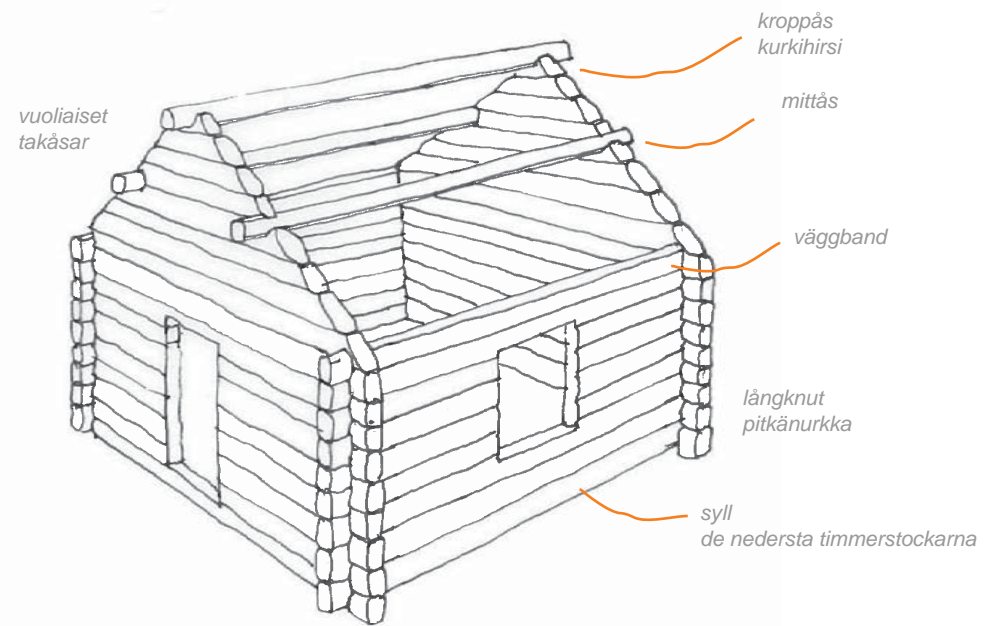 kroppås
kurkihirsi
mittås
vuoliaiset
takåsar
väggband
långknut
pitkänurkka
syll
de nedersta timmerstockarna